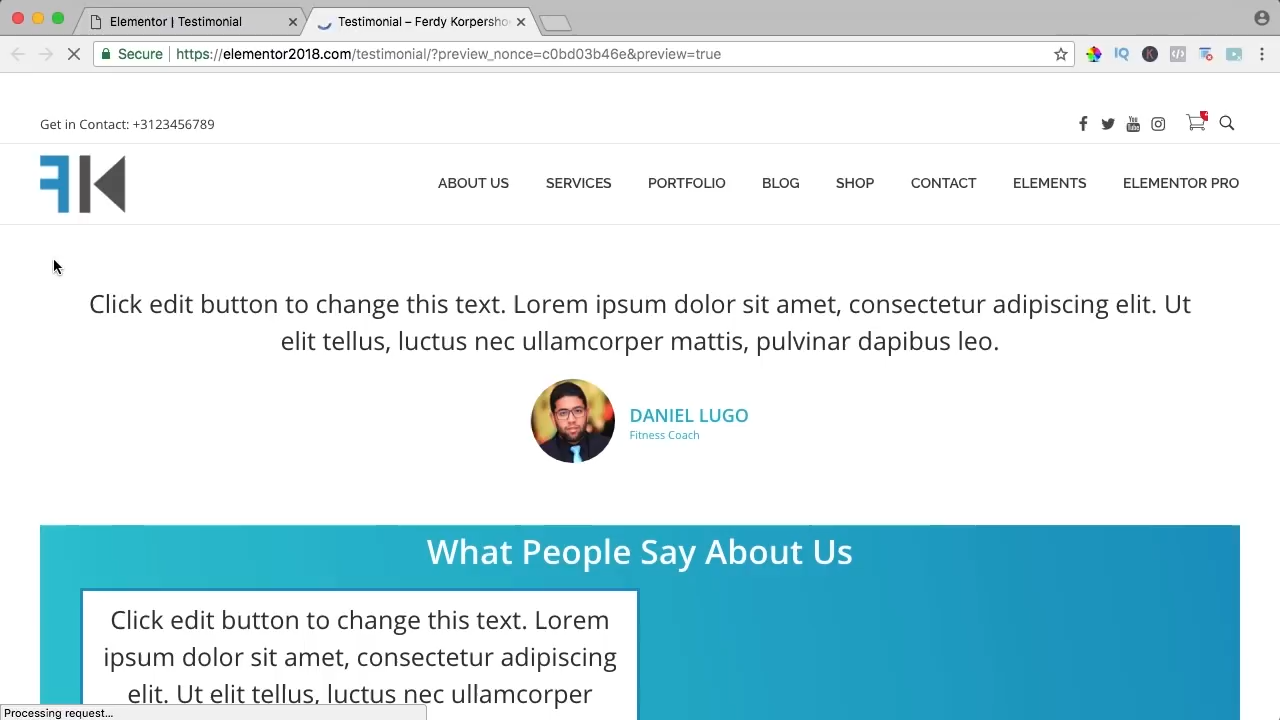 Elementor | Testimonial
Testimonial – Ferdy Korpersho
Secure
https://elementor2018.com/testimonial/?preview_nonce=c0bd03b46e&preview=true
Get in Contact: +3123456789
FK
ABOUT US SERVICES PORTFOLIO BLOG SHOP CONTACT ELEMENTS ELEMENTOR PRO
Click edit button to change this text. Lorem ipsum dolor sit amet, consectetur adipiscing elit. Ut
elit tellus, luctus nec ullamcorper mattis, pulvinar dapibus leo.
DANIEL LUGO
Fitness Coach
What People Say About Us
Click edit button to change this text. Lorem
ipsum dolor sit amet, consectetur adipiscing
elit. Ut elit tellus, luctus nec ullamcorper
Processing request...